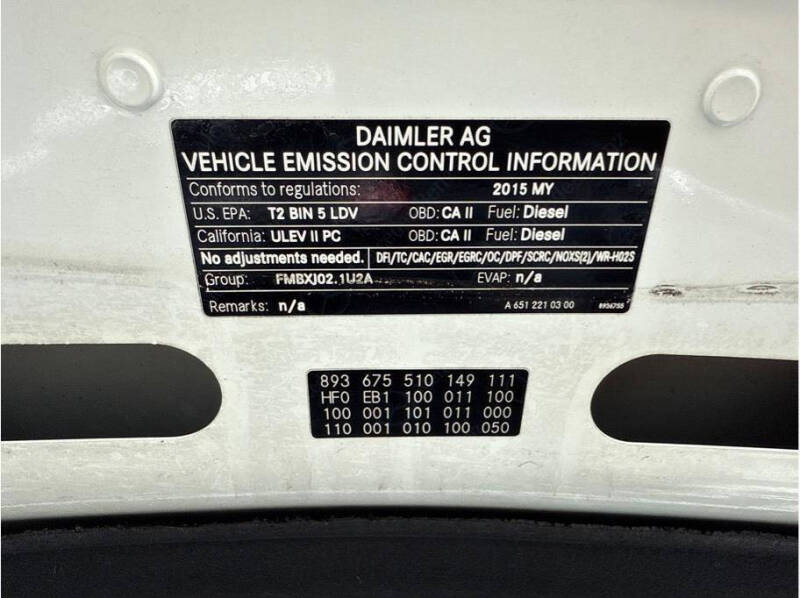 DAIMLER AG
VEHICLE EMISSION CONTROL INFORMATION
Conforms to regulations: 2015 MY
U.S. EPA: T2 BIN 5 LDV OBD: CA II Fuel: Diesel
California: ULEV II PC OBD: CA II Fuel: Diesel
No adjustments needed. DFI/TC/CAC/EGR/EGRC/OC/DPF/SCRC/NOXS(2)/WR-HO2S
Group: FMBXJ02.1U2A EVAP: n/a
Remarks: n/a A 651 221 03 00 8936755
893 675 510 149 111
HF0 EB1 100 011 100
100 001 101 011 000
110 001 010 100 050